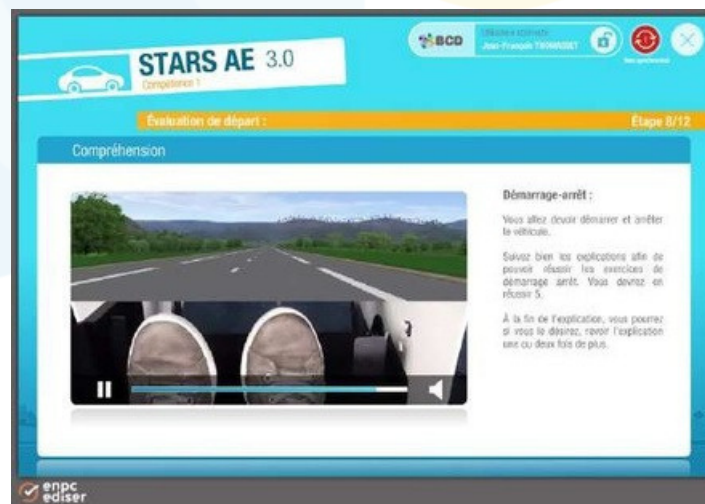 BCD
STARS AE 3.0
Compétence 1
Évaluation de départ :
Étape 8/12
Compréhension
Démarrage-arrêt :
Vous allez devoir démarrer et arrêter
le véhicule.
Suivez bien les explications afin de
pouvoir réussir les exercices de
démarrage arrêt. Vous devrez en
réussir 5.
À la fin de l'explication, vous pourrez
si vous le désirez, revoir l'explication
une ou deux fois de plus.
enpc
ediser